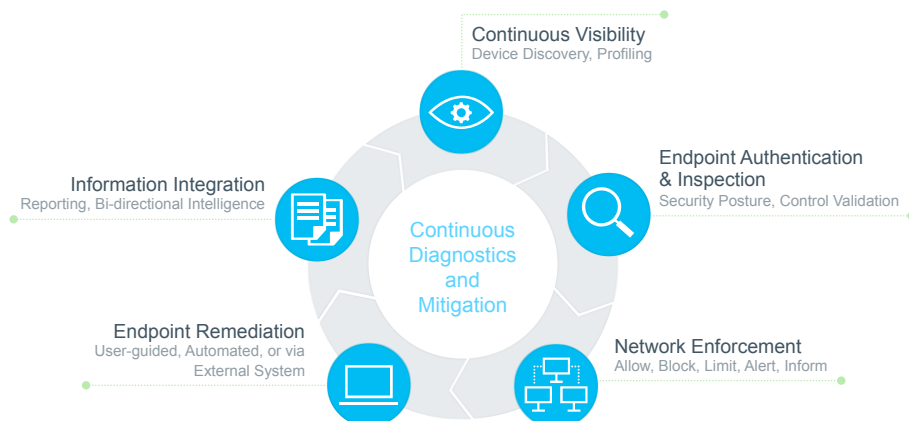 Continuous Visibility
Device Discovery, Profiling
Endpoint Authentication
& Inspection
Security Posture, Control Validation
Information Integration
Reporting, Bi-directional Intelligence
Continuous
Diagnostics
and
Mitigation
Endpoint Remediation
User-guided, Automated, or via
External System
Network Enforcement
Allow, Block, Limit, Alert, Inform